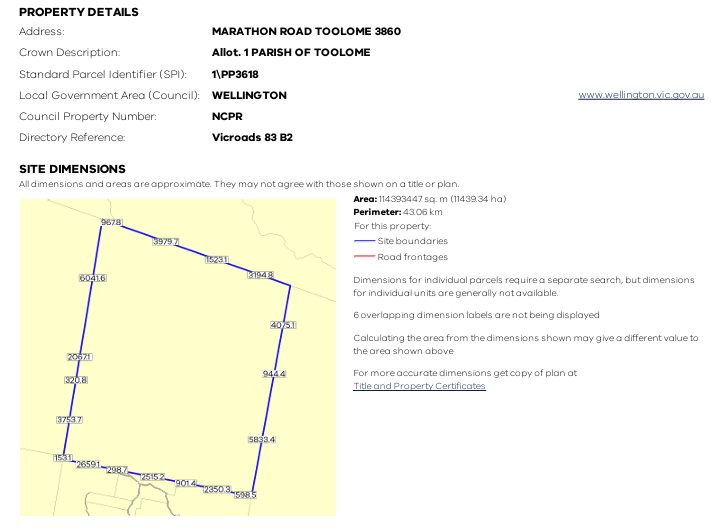 PROPERTY DETAILS
Address: MARATHON ROAD TOOLOME 3860
Crown Description: Allot. 1 PARISH OF TOOLOME
Standard Parcel Identifier (SPI): 1\PP3618
Local Government Area (Council): WELLINGTON www.wellington.vic.gov.au
Council Property Number: NCPR
Directory Reference: Vicroads 83 B2
SITE DIMENSIONS
All dimensions and areas are approximate. They may not agree with those shown on a title or plan.
Area: 114393447 sq. m (11439.34 ha)
Perimeter: 43.06 km
For this property:
Site boundaries
Road frontages
Dimensions for individual parcels require a separate search, but dimensions
for individual units are generally not available.
6 overlapping dimension labels are not being displayed
Calculating the area from the dimensions shown may give a different value to
the area shown above
For more accurate dimensions get copy of plan at
Title and Property Certificates
967.8
3979.7
1523.1
3194.8
6041.6
4075.1
2067.1
944.4
320.8
3753.7
5833.4
153.1
2659.1
298.7
2515.2
901.4
2350.3
598.5